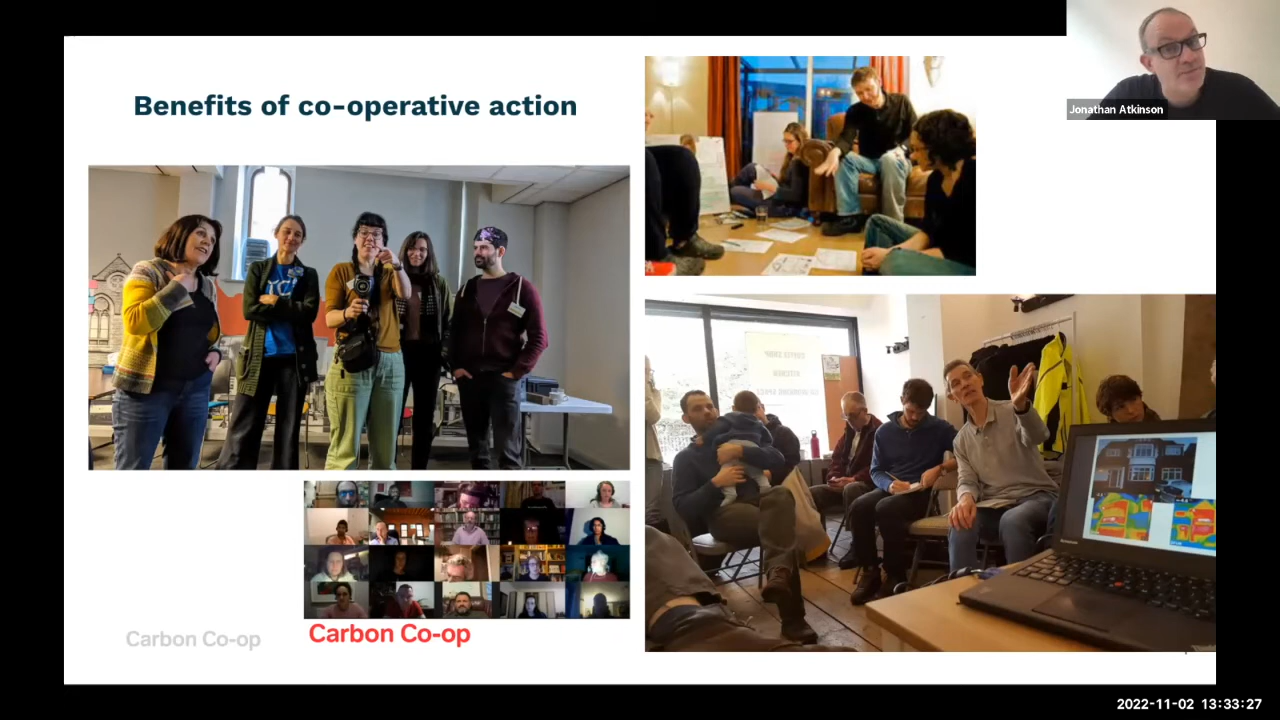 Benefits of co-operative action
Jonathan Atkinson
Carbon Co-op
Carbon Co-op
2022-11-02 13:33:27